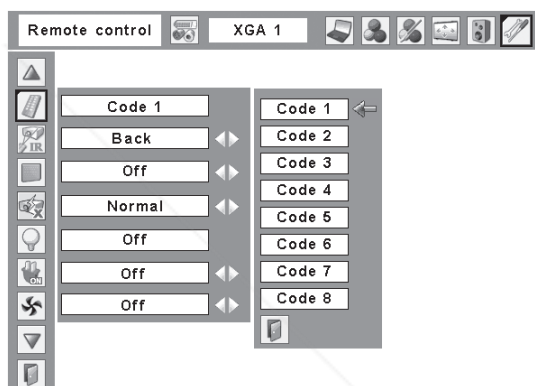 Remote control XGA 1
Code 1 Code 1
IR Back Code 2
Off Code 3
Normal Code 4
Code 5
Off Code 6
ON Off Code 7
Off Code 8